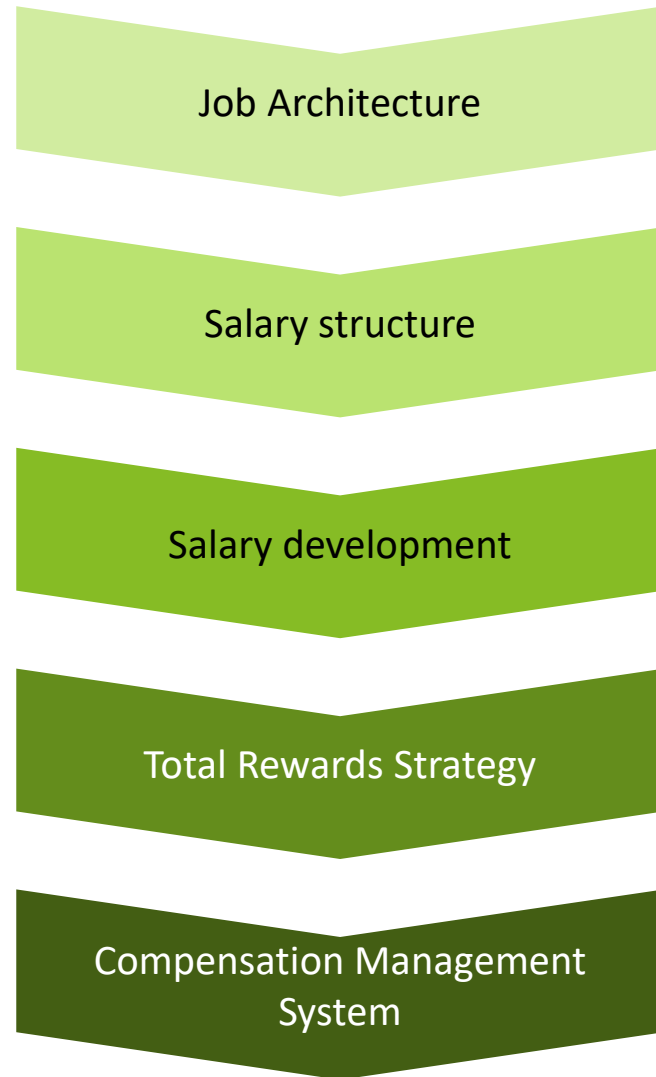 Job Architecture
Salary structure
Salary development
Total Rewards Strategy
Compensation Management
System